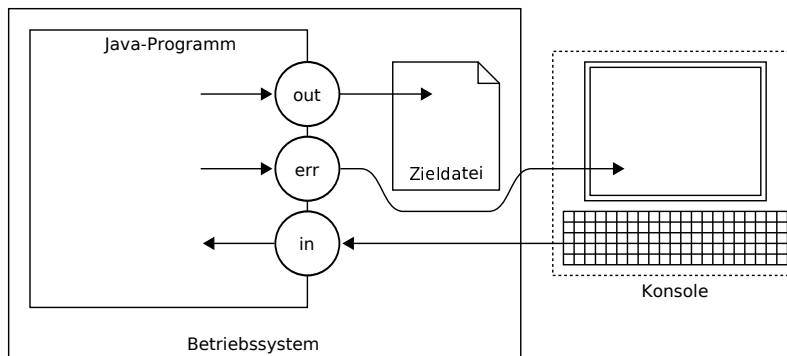 Java-Programm
out
err
in
Zieldatei
Konsole
Betriebssystem